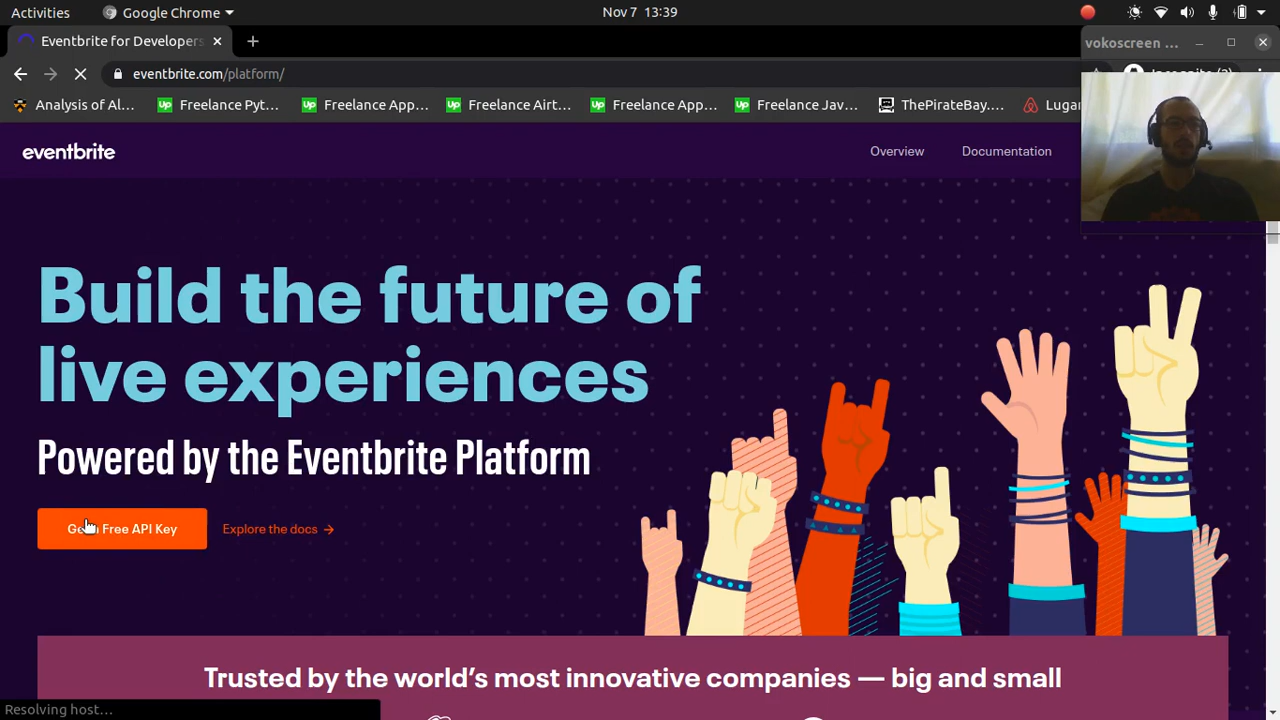 Activities
Google Chrome
Nov 7 13:39
Eventbrite for Developers
vokoscreen ...
eventbrite.com/platform/
Analysis of Al...
Freelance Pyt...
Freelance App...
Freelance Airt...
Freelance App...
Freelance Jav...
ThePirateBay....
Lugar
eventbrite
Overview
Documentation
Build the future of
live experiences
Powered by the Eventbrite Platform
Free API Key
Explore the docs →
Trusted by the world's most innovative companies — big and small
Resolving host...